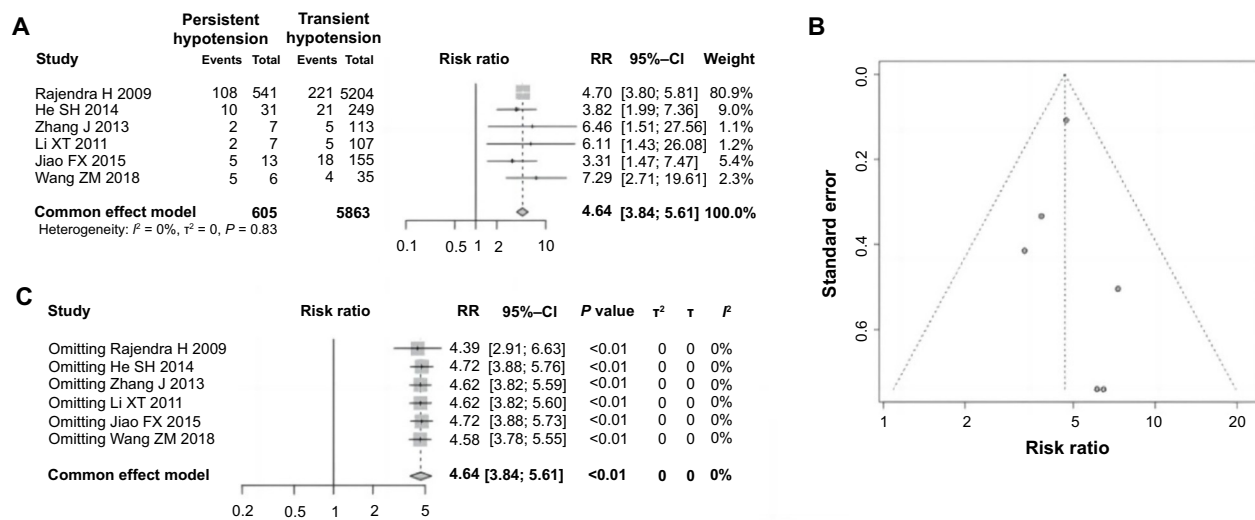 A
Persistent hypotension Transient hypotension
Study Events Total Events Total Risk ratio RR 95%–CI Weight
Rajendra H 2009 108 541 221 5204 4.70 [3.80; 5.81] 80.9%
He SH 2014 10 31 21 249 3.82 [1.99; 7.36] 9.0%
Zhang J 2013 2 7 5 113 6.46 [1.51; 27.56] 1.1%
Li XT 2011 2 7 5 107 6.11 [1.43; 26.08] 1.2%
Jiao FX 2015 5 13 18 155 3.31 [1.47; 7.47] 5.4%
Wang ZM 2018 5 6 4 35 7.29 [2.71; 19.61] 2.3%
Common effect model 605 5863 4.64 [3.84; 5.61] 100.0%
Heterogeneity: I² = 0%, τ² = 0, P = 0.83
0.1 0.5 1 2 10
B
Standard error
0.0
0.2
0.4
0.6
1 2 5 10 20
Risk ratio
C
Study Risk ratio RR 95%–CI P value τ² τ I²
Omitting Rajendra H 2009 4.39 [2.91; 6.63] <0.01 0 0 0%
Omitting He SH 2014 4.72 [3.88; 5.76] <0.01 0 0 0%
Omitting Zhang J 2013 4.62 [3.82; 5.59] <0.01 0 0 0%
Omitting Li XT 2011 4.62 [3.82; 5.60] <0.01 0 0 0%
Omitting Jiao FX 2015 4.72 [3.88; 5.73] <0.01 0 0 0%
Omitting Wang ZM 2018 4.58 [3.78; 5.55] <0.01 0 0 0%
Common effect model 4.64 [3.84; 5.61] <0.01 0 0 0%
0.2 0.5 1 2 5